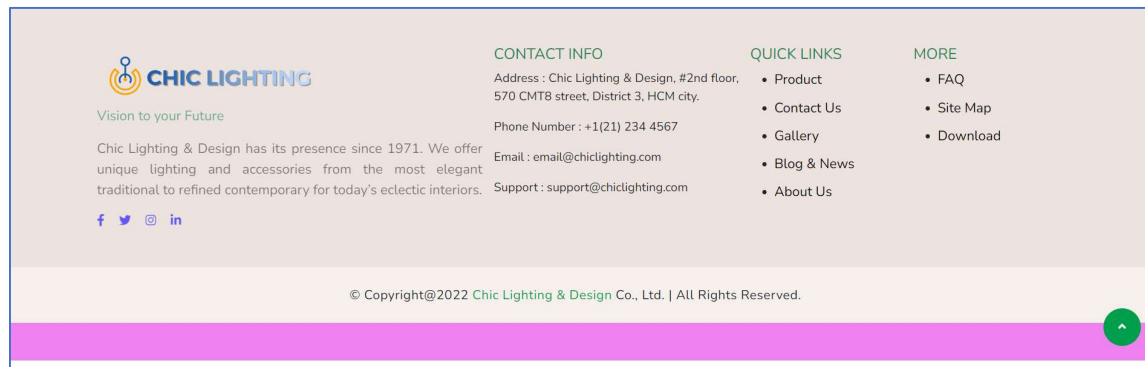 CHIC LIGHTING
Vision to your Future
Chic Lighting & Design has its presence since 1971. We offer
unique lighting and accessories from the most elegant
traditional to refined contemporary for today's eclectic interiors.
CONTACT INFO
Address : Chic Lighting & Design, #2nd floor,
570 CMT8 street, District 3, HCM city.
Phone Number : +1(21) 234 4567
Email : email@chiclighting.com
Support : support@chiclighting.com
QUICK LINKS
• Product
• Contact Us
• Gallery
• Blog & News
• About Us
MORE
• FAQ
• Site Map
• Download
© Copyright@2022 Chic Lighting & Design Co., Ltd. | All Rights Reserved.